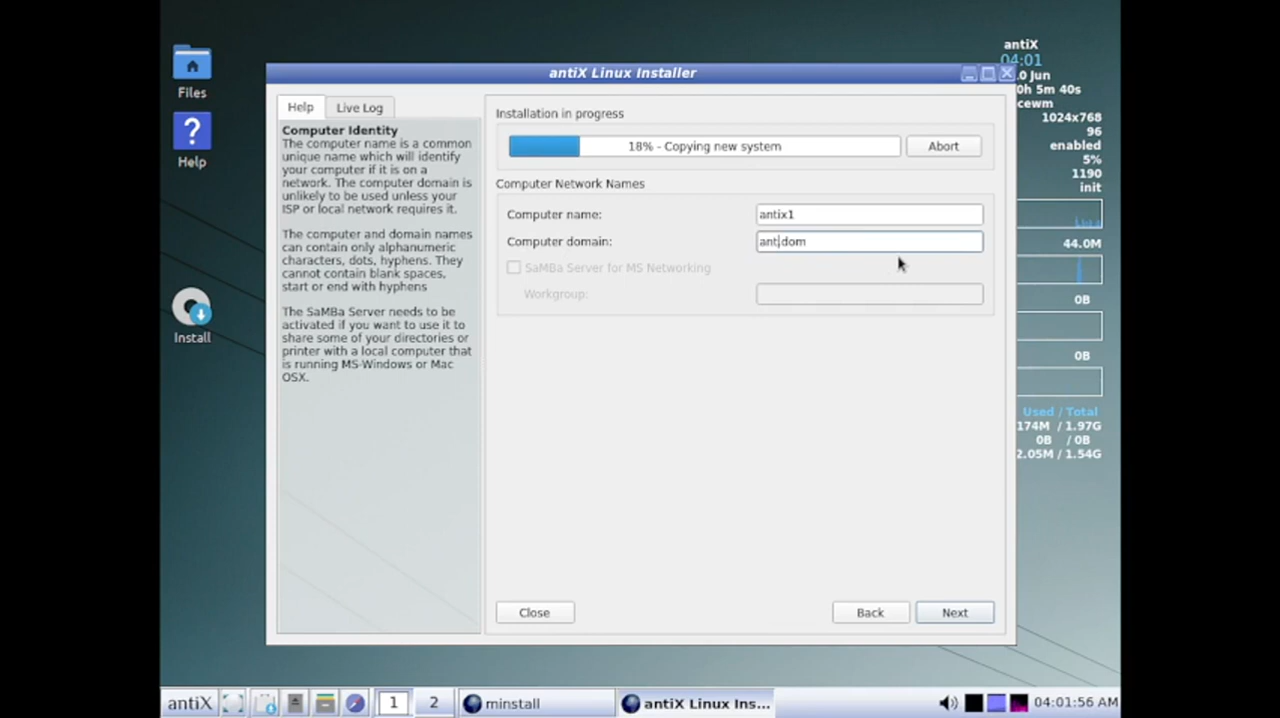 antiX
04:01
.0 Jun
0h 5m 40s
cewm
1024x768
96
enabled
5%
1190
init
44.0M
0B
0B
Used / Total
174M / 1.97G
0B / 0B
2.05M / 1.54G
Files
Help
Install
antiX Linux Installer
Help
Live Log
Computer Identity
The computer name is a common
unique name which will identify
your computer if it is on a
network. The computer domain is
unlikely to be used unless your
ISP or local network requires it.
The computer and domain names
can contain only alphanumeric
characters, dots, hyphens. They
cannot contain blank spaces,
start or end with hyphens
The SaMBa Server needs to be
activated if you want to use it to
share some of your directories or
printer with a local computer that
is running MS-Windows or Mac
OSX.
Installation in progress
18% - Copying new system
Abort
Computer Network Names
Computer name:
antix1
Computer domain:
ant.dom
SaMBa Server for MS Networking
Workgroup:
Close
Back
Next
antiX
1
2
minstall
antiX Linux Ins...
04:01:56 AM